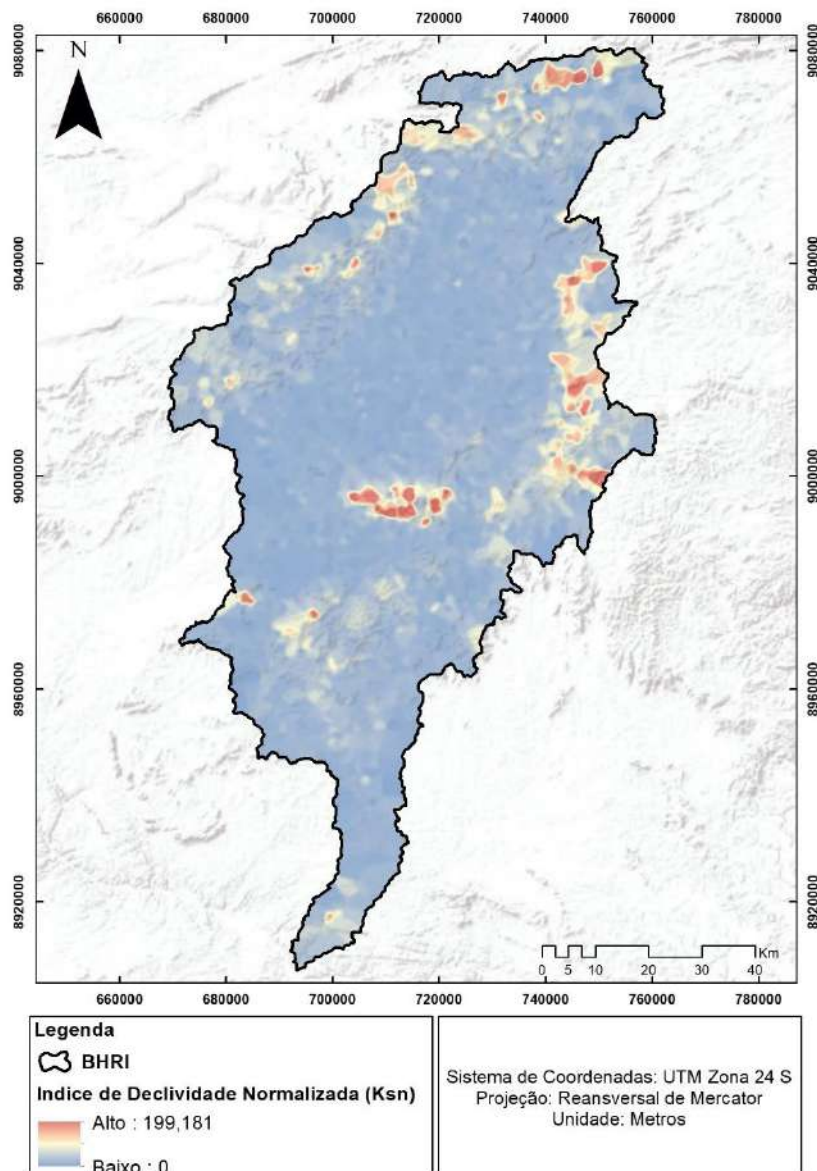 660000 680000 700000 720000 740000 760000 780000
N
9080000 9080000
9040000 9040000
9000000 9000000
8960000 8960000
8920000 8920000
Km
0 5 10 20 30 40
660000 680000 700000 720000 740000 760000 780000
Legenda
BHRI
Indice de Declividade Normalizada (Ksn)
Alto : 199,181
Baixo : 0
Sistema de Coordenadas: UTM Zona 24 S
Projeção: Reansversal de Mercator
Unidade: Metros